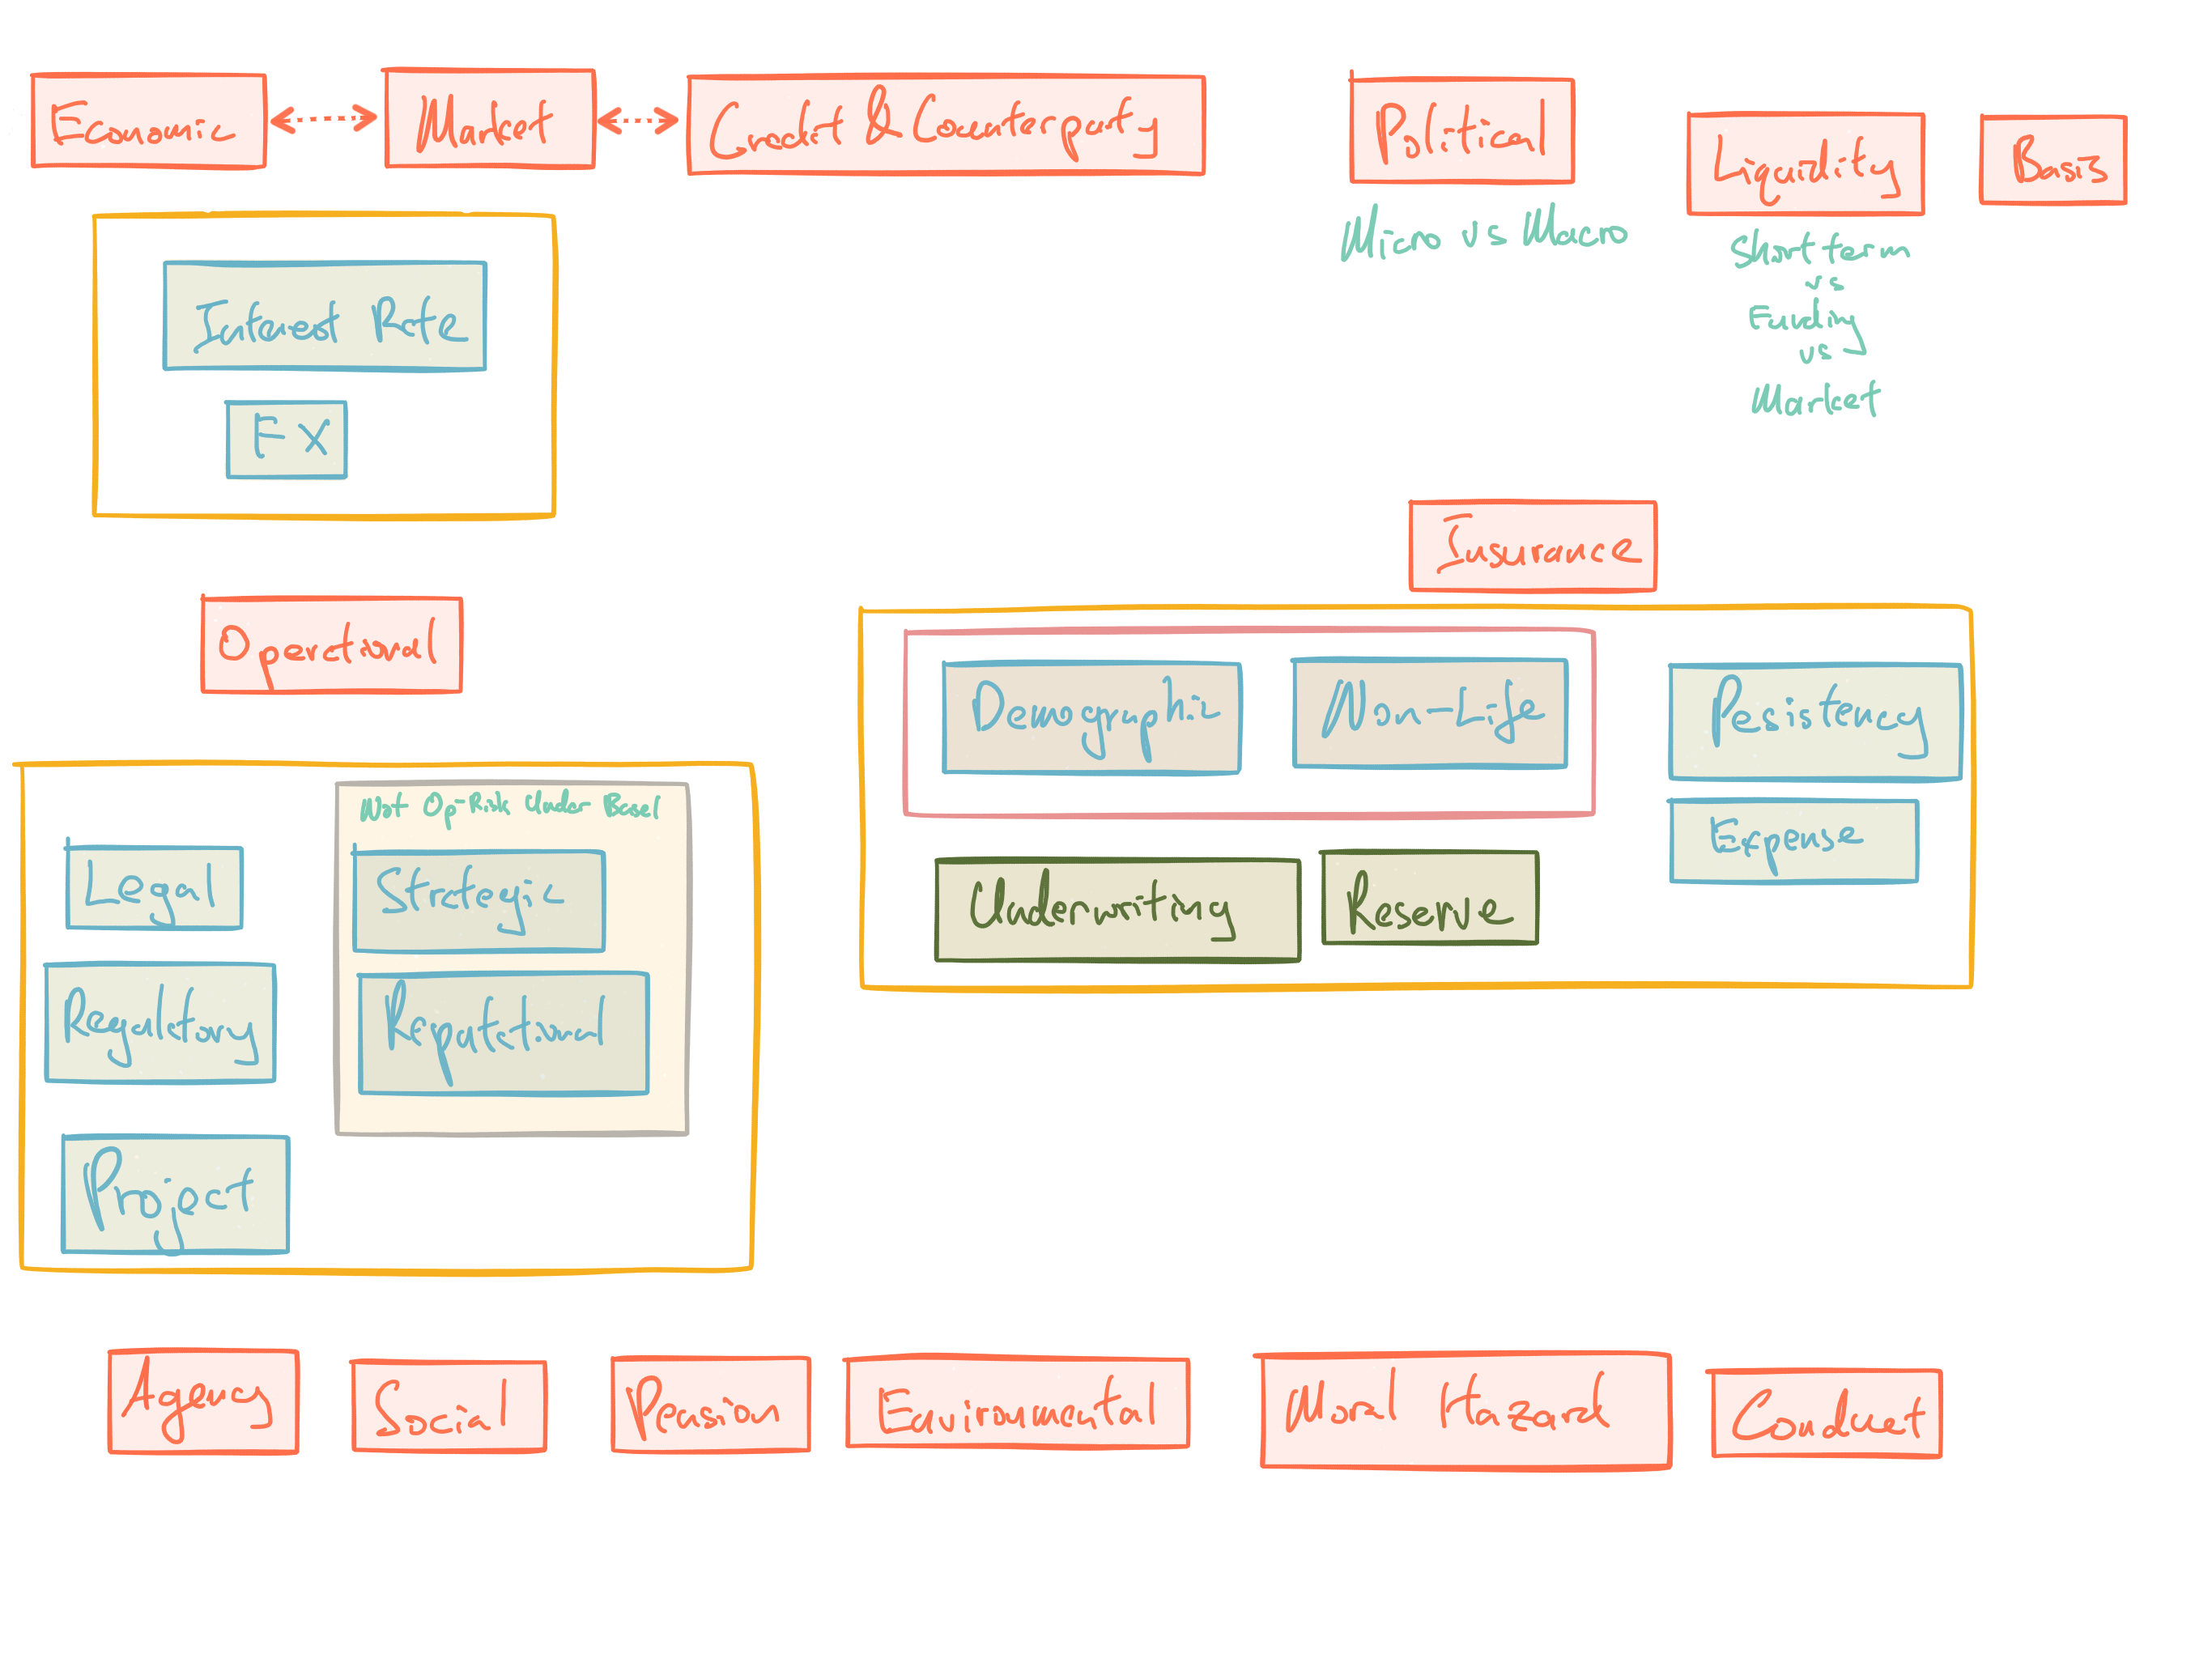 Economic
Market
Credit & Counterparty
Political
Liquidity
Basis
Micro vs Macro
Short term
vs
Funding
vs
Market
Interest Rate
FX
Insurance
Operational
Demographic
Non-Life
Persistency
Expense
Underwriting
Reserve
Not Op-Risk under Basel
Legal
Strategic
Regulatory
Reputational
Project
Agency
Social
Pension
Environmental
Moral Hazard
Conduct